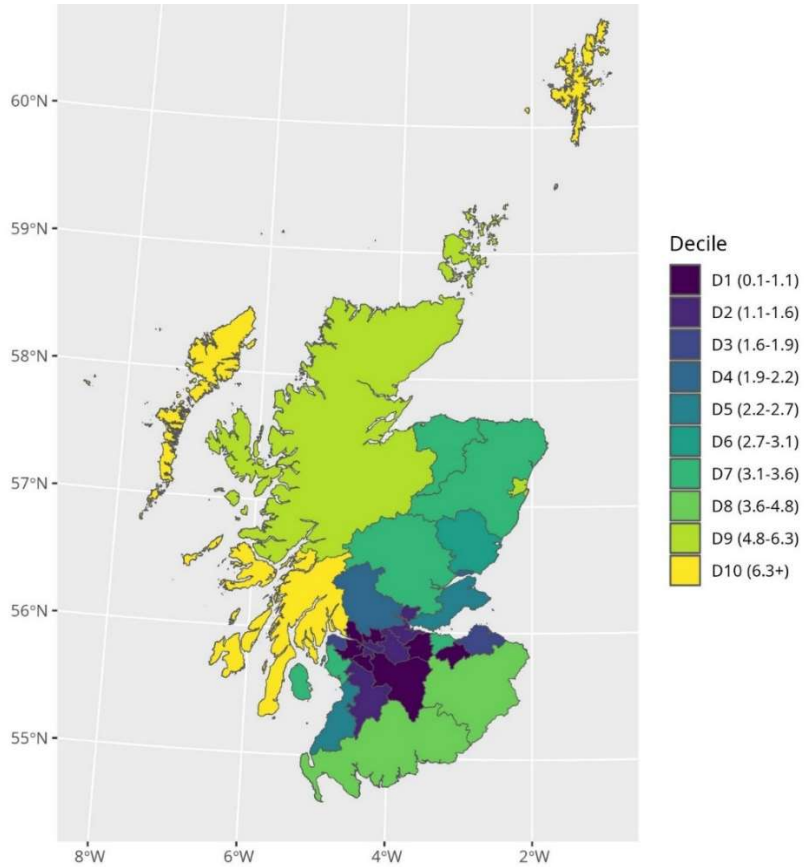 60°N
59°N
58°N
57°N
56°N
55°N
8°W 6°W 4°W 2°W
Decile
D1 (0.1-1.1)
D2 (1.1-1.6)
D3 (1.6-1.9)
D4 (1.9-2.2)
D5 (2.2-2.7)
D6 (2.7-3.1)
D7 (3.1-3.6)
D8 (3.6-4.8)
D9 (4.8-6.3)
D10 (6.3+)